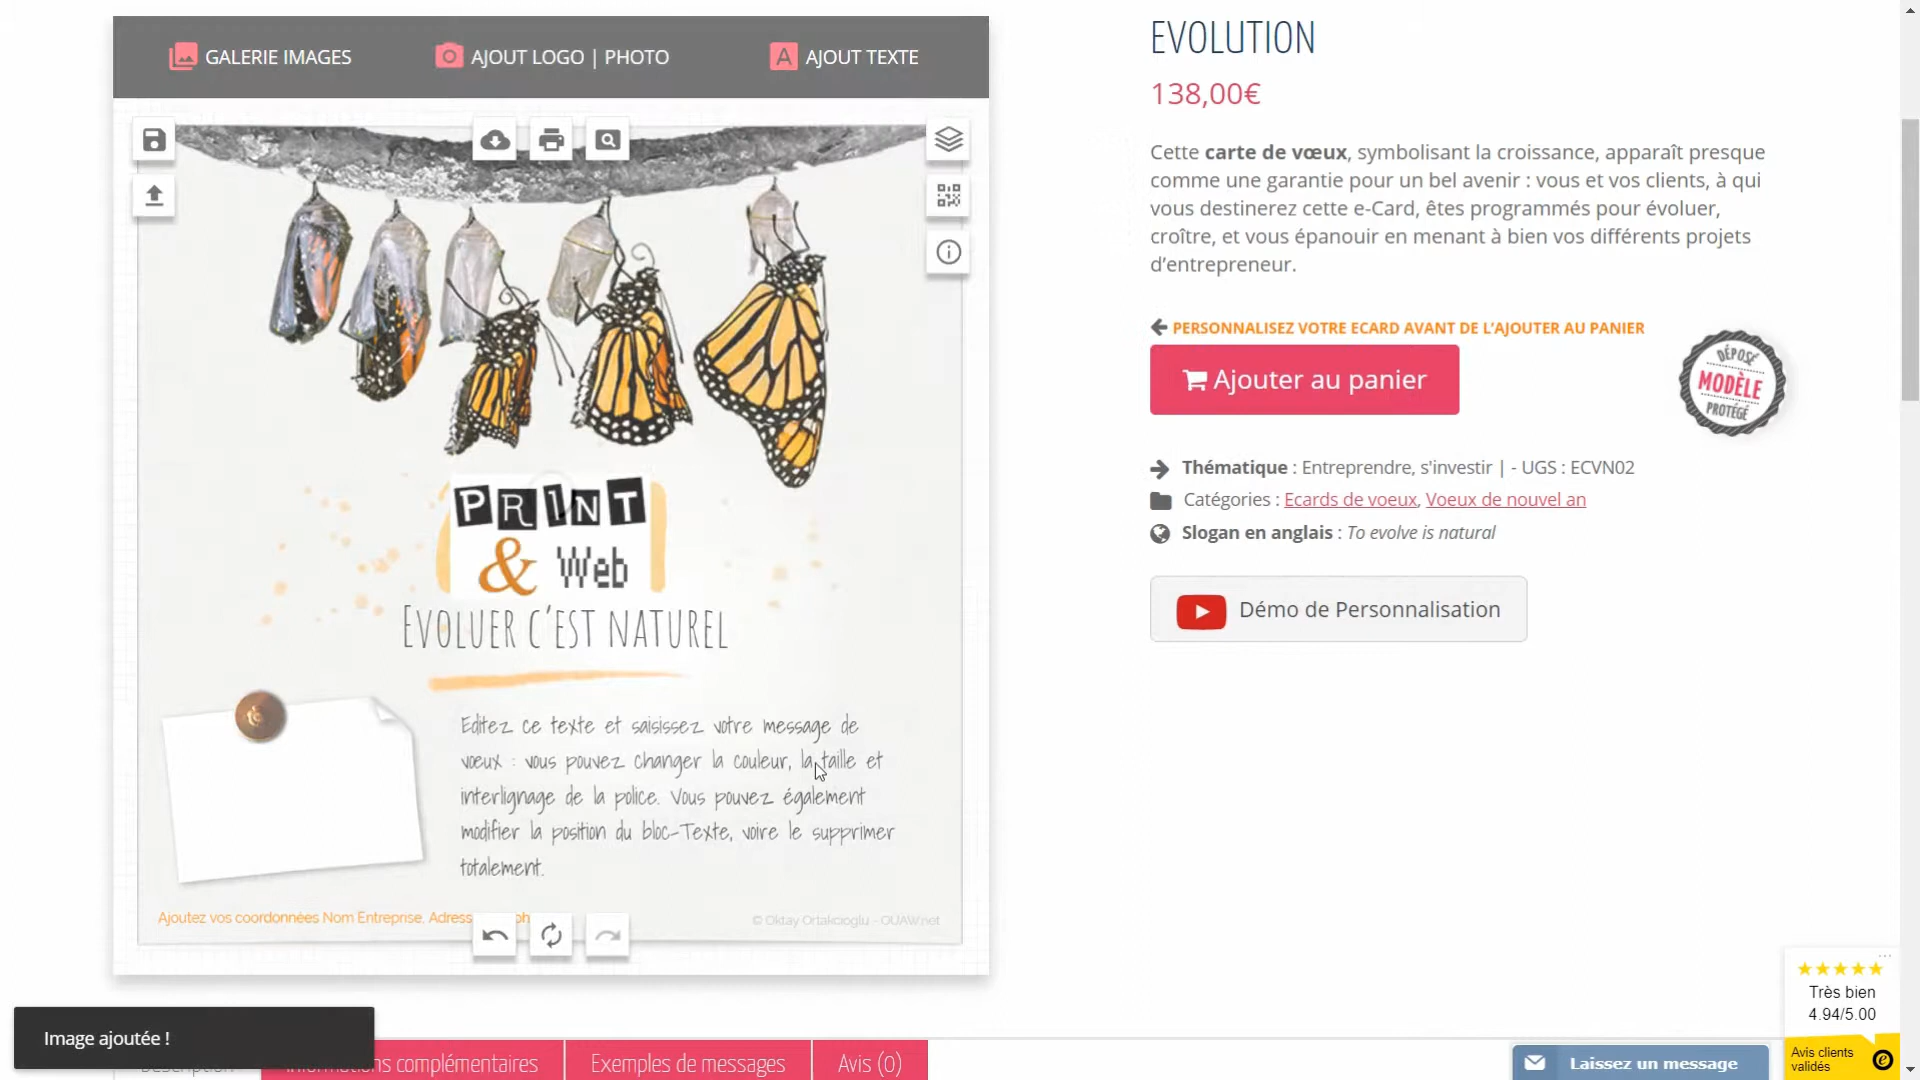 GALERIE IMAGES
AJOUT LOGO | PHOTO
AJOUT TEXTE
PR1NT
& Web
EVOLUER C'EST NATUREL
Editez ce texte et saisissez votre message de
voeux : vous pouvez changer la couleur, la taille et
interlignage de la police. Vous pouvez également
modifier la position du bloc-Texte, voire le supprimer
totalement.
Ajoutez vos coordonnées Nom Entreprise, Adress
© Oktay Ortakcioglu - OUAW.net
EVOLUTION
138,00€
Cette carte de vœux, symbolisant la croissance, apparaît presque
comme une garantie pour un bel avenir : vous et vos clients, à qui
vous destinerez cette e-Card, êtes programmés pour évoluer,
croître, et vous épanouir en menant à bien vos différents projets
d'entrepreneur.
PERSONNALISEZ VOTRE ECARD AVANT DE L'AJOUTER AU PANIER
Ajouter au panier
DÉPOSÉ
MODÈLE
PROTÉGÉ
Thématique : Entreprendre, s'investir | - UGS : ECVN02
Catégories : Ecards de voeux, Voeux de nouvel an
Slogan en anglais : To evolve is natural
Démo de Personnalisation
Image ajoutée !
Description
Informations complémentaires
Exemples de messages
Avis (0)
Laissez un message
Très bien
4.94/5.00
Avis clients
validés